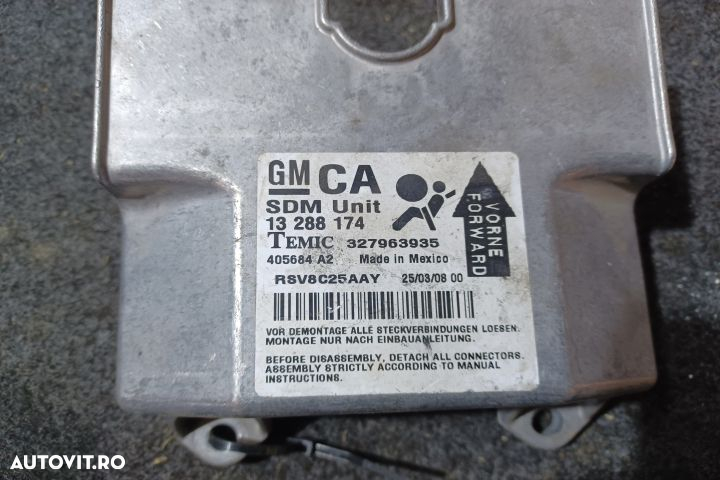 GM CA
SDM Unit
13 288 174
TEMIC 327963935
405684 A2 Made in Mexico
RSV8C25AAY 25/03/08 00
VORNE
FORWARD
VOR DEMONTAGE ALLE STECKVERBINDUNGEN LOESEN.
MONTAGE NUR NACH EINBAUANLEITUNG.
BEFORE DISASSEMBLY, DETACH ALL CONNECTORS.
ASSEMBLY STRICTLY ACCORDING TO MANUAL
INSTRUCTIONS.
AUTOVIT.RO